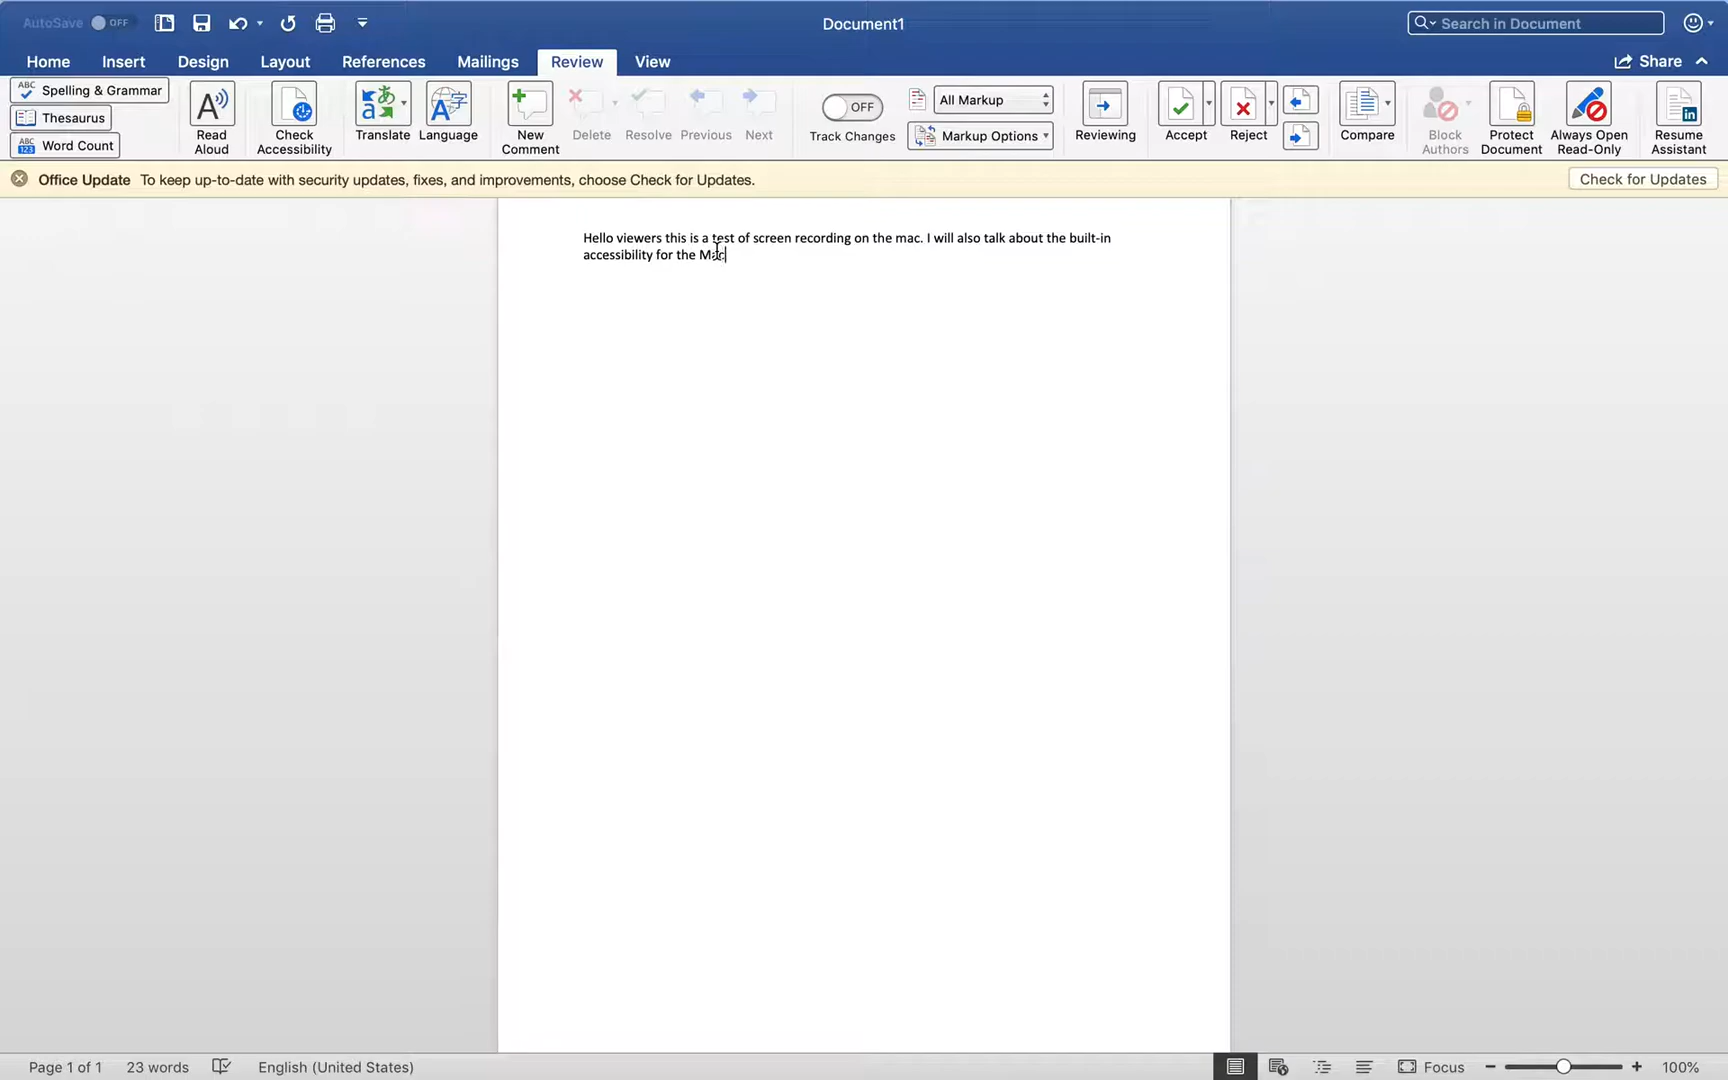 AutoSave OFF Document1 Search in Document
Home Insert Design Layout References Mailings Review View Share
ABC Spelling & Grammar
Thesaurus
ABC 123 Word Count
Read
Aloud
Check
Accessibility
Translate
Language
New
Comment
Delete
Resolve
Previous
Next
OFF
Track Changes
All Markup
Markup Options
Reviewing
Accept
Reject
Compare
Block
Authors
Protect
Document
Always Open
Read-Only
Resume
Assistant
Office Update To keep up-to-date with security updates, fixes, and improvements, choose Check for Updates. Check for Updates
Hello viewers this is a test of screen recording on the mac. I will also talk about the built-in
accessibility for the Mac
Page 1 of 1 23 words English (United States) Focus 100%